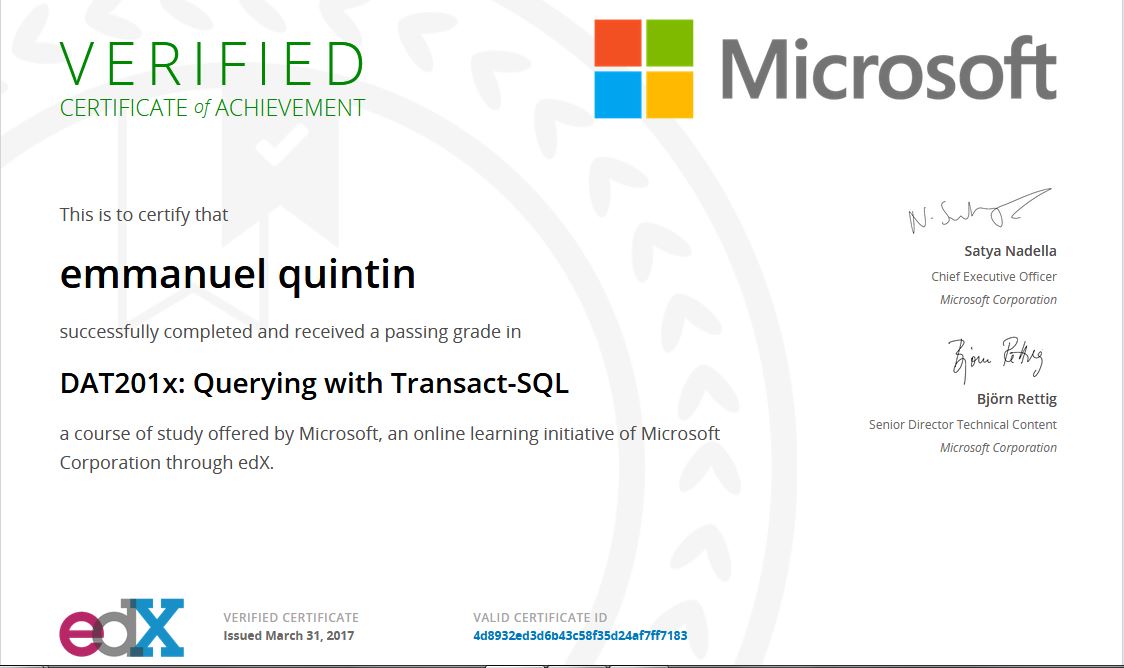 VERIFIED
CERTIFICATE of ACHIEVEMENT
Microsoft
This is to certify that
emmanuel quintin
successfully completed and received a passing grade in
DAT201x: Querying with Transact-SQL
a course of study offered by Microsoft, an online learning initiative of Microsoft
Corporation through edX.
Satya Nadella
Chief Executive Officer
Microsoft Corporation
Björn Rettig
Björn Rettig
Senior Director Technical Content
Microsoft Corporation
edX
VERIFIED CERTIFICATE
Issued March 31, 2017
VALID CERTIFICATE ID
4d8932ed3d6b43c58f35d24af7ff7183